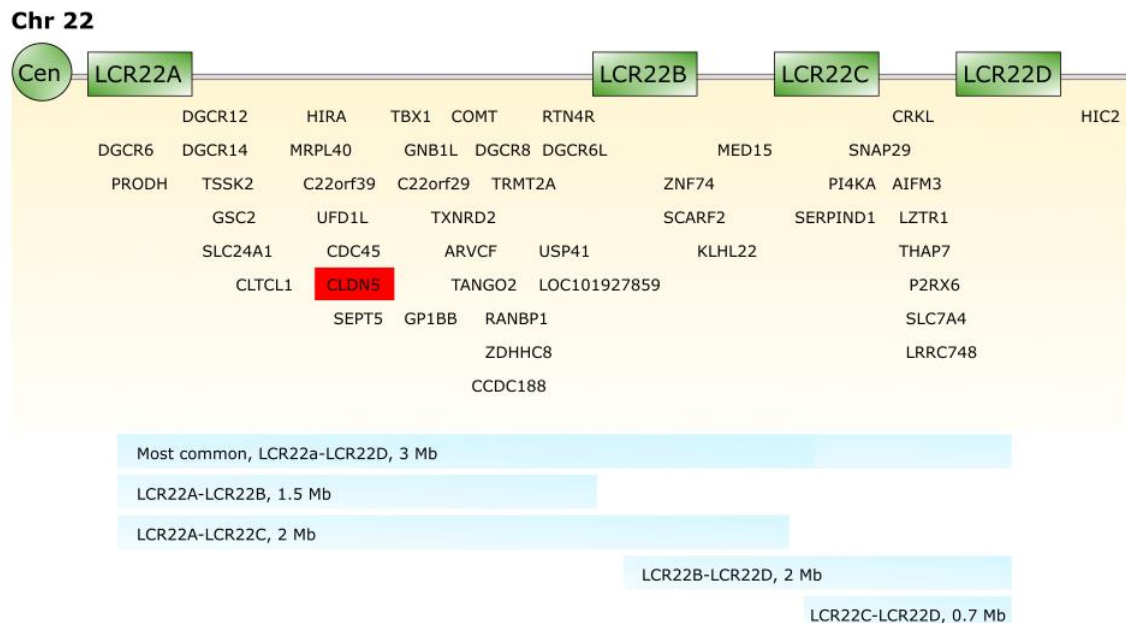 Chr 22
Cen LCR22A LCR22B LCR22C LCR22D
DGCR12 HIRA TBX1 COMT RTN4R CRKL HIC2
DGCR6 DGCR14 MRPL40 GNB1L DGCR8 DGCR6L MED15 SNAP29
PRODH TSSK2 C22orf39 C22orf29 TRMT2A ZNF74 PI4KA AIFM3
GSC2 UFD1L TXNRD2 SCARF2 SERPIND1 LZTR1
SLC24A1 CDC45 ARVCF USP41 KLHL22 THAP7
CLTCL1 CLDN5 TANGO2 LOC101927859 P2RX6
SEPT5 GP1BB RANBP1 SLC7A4
ZDHHC8 LRRC748
CCDC188
Most common, LCR22a-LCR22D, 3 Mb
LCR22A-LCR22B, 1.5 Mb
LCR22A-LCR22C, 2 Mb
LCR22B-LCR22D, 2 Mb
LCR22C-LCR22D, 0.7 Mb